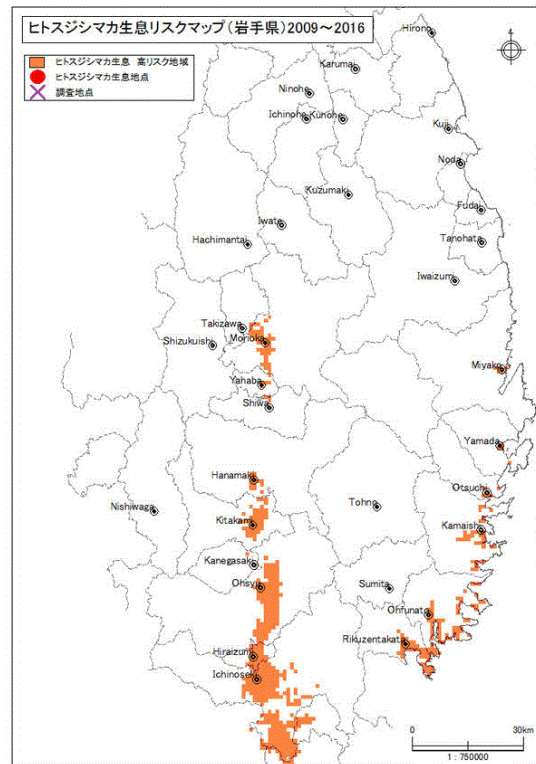 ヒトスジシマカ生息リスクマップ(岩手県)2009~2016
ヒトスジシマカ生息 高リスク地域
ヒトスジシマカ生息地点
調査地点
Hirono
Karumai
Ninohe
Ichinohe
Kunohe
Kuji
Noda
Kuzumaki
Fudai
Iwate
Tanohata
Hachimantai
Iwaizumi
Takizawa
Morioka
Shizukuishi
Miyako
Yahaba
Shiwa
Yamada
Hanamaki
Otsuchi
Nishiwaga
Tohno
Kitakami
Kamaishi
Kanegasaki
Ohsyu
Sumita
Ohfunato
Rikuzentakata
Hiraizumi
Ichinoseki
0 30km
1:750000